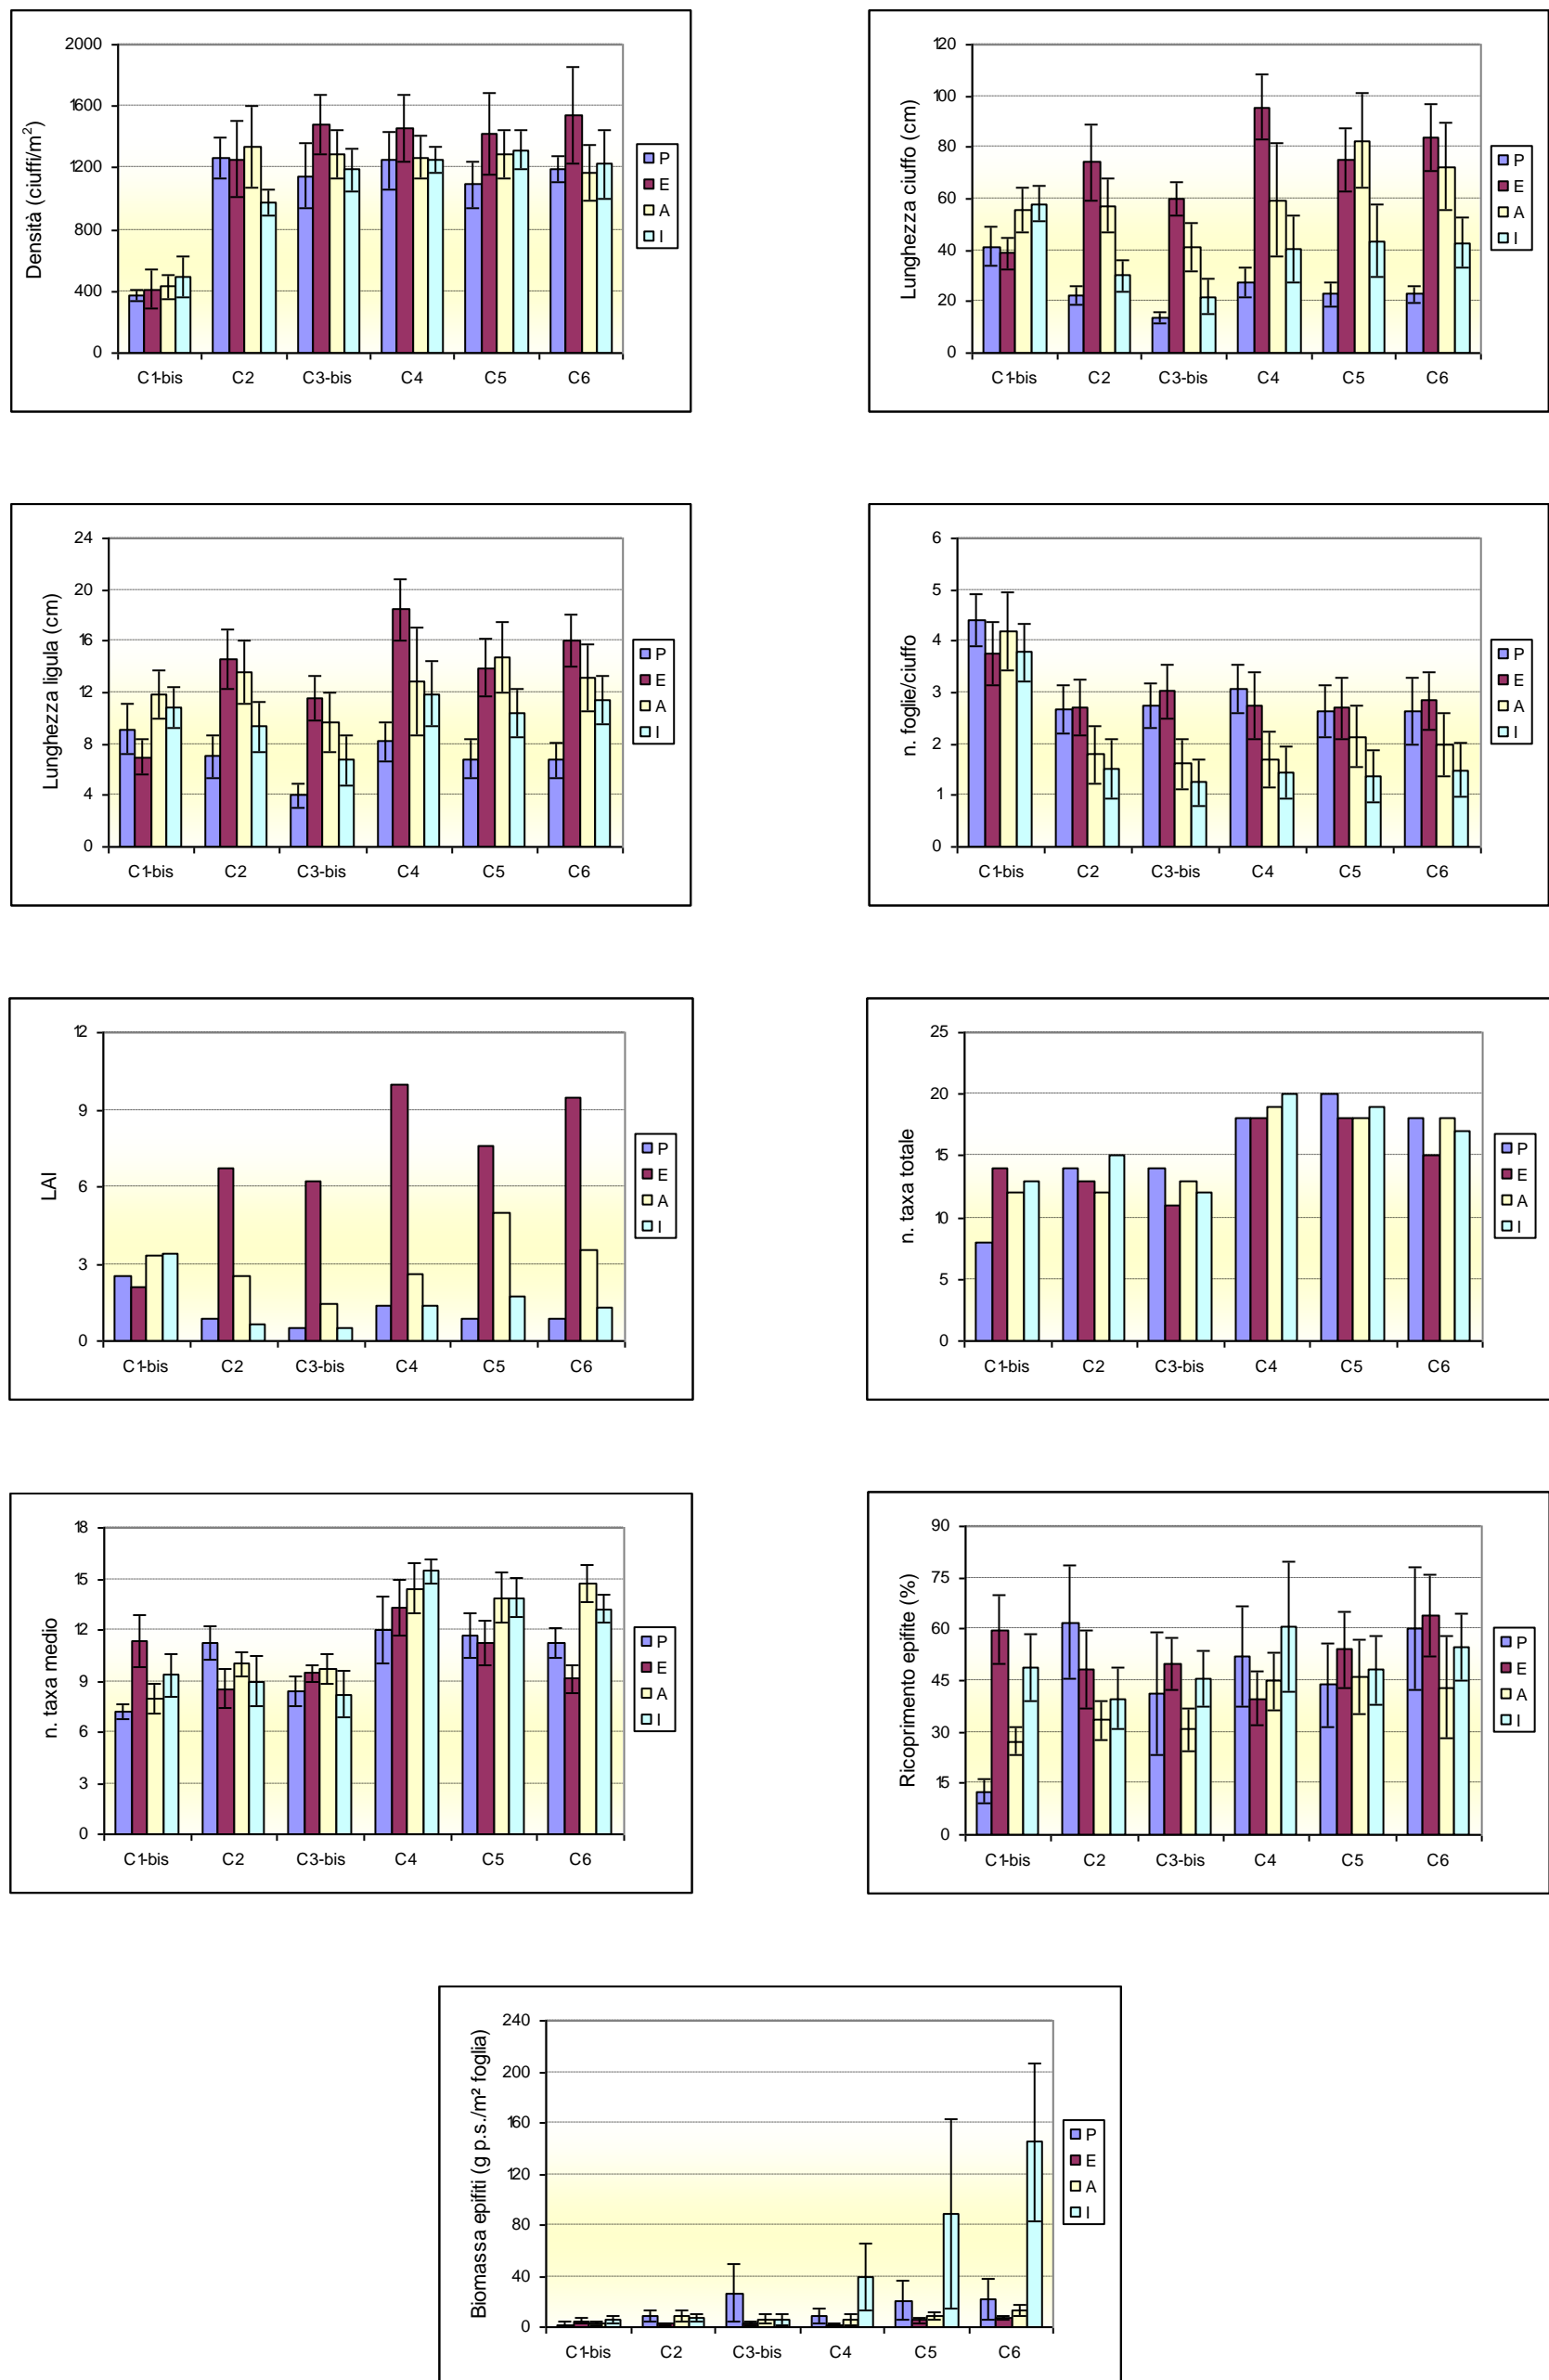 Densità (ciuffi/m²)
2000
1600
1200
800
400
0
C1-bis C2 C3-bis C4 C5 C6
P
E
A
I
Lunghezza ciuffo (cm)
120
100
80
60
40
20
0
C1-bis C2 C3-bis C4 C5 C6
P
E
A
I
Lunghezza ligula (cm)
24
20
16
12
8
4
0
C1-bis C2 C3-bis C4 C5 C6
P
E
A
I
n. foglie/ciuffo
6
5
4
3
2
1
0
C1-bis C2 C3-bis C4 C5 C6
P
E
A
I
LAI
12
9
6
3
0
C1-bis C2 C3-bis C4 C5 C6
P
E
A
I
n. taxa totale
25
20
15
10
5
0
C1-bis C2 C3-bis C4 C5 C6
P
E
A
I
n. taxa medio
18
15
12
9
6
3
0
C1-bis C2 C3-bis C4 C5 C6
P
E
A
I
Ricoprimento epifite (%)
90
75
60
45
30
15
0
C1-bis C2 C3-bis C4 C5 C6
P
E
A
I
Biomassa epifiti (g p.s./m² foglia)
240
200
160
120
80
40
0
C1-bis C2 C3-bis C4 C5 C6
P
E
A
I